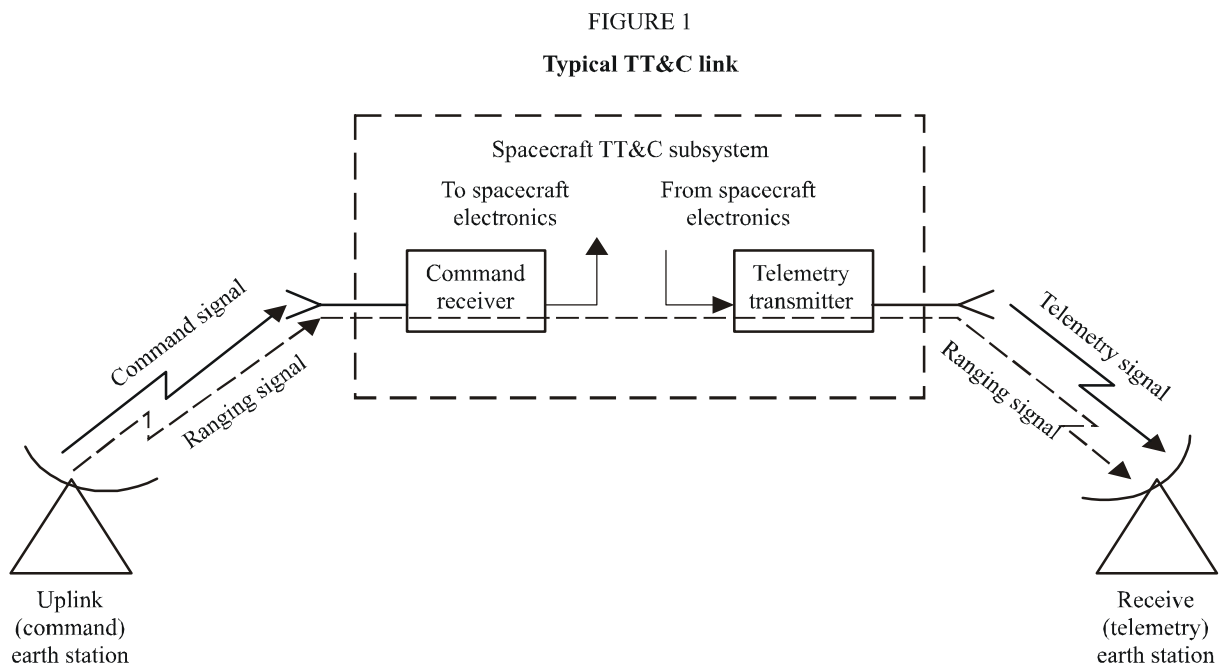 FIGURE 1
Typical TT&C link
Spacecraft TT&C subsystem
To spacecraft
electronics
From spacecraft
electronics
Command
receiver
Telemetry
transmitter
Command signal
Ranging signal
Telemetry signal
Ranging signal
Uplink
(command)
earth station
Receive
(telemetry)
earth station